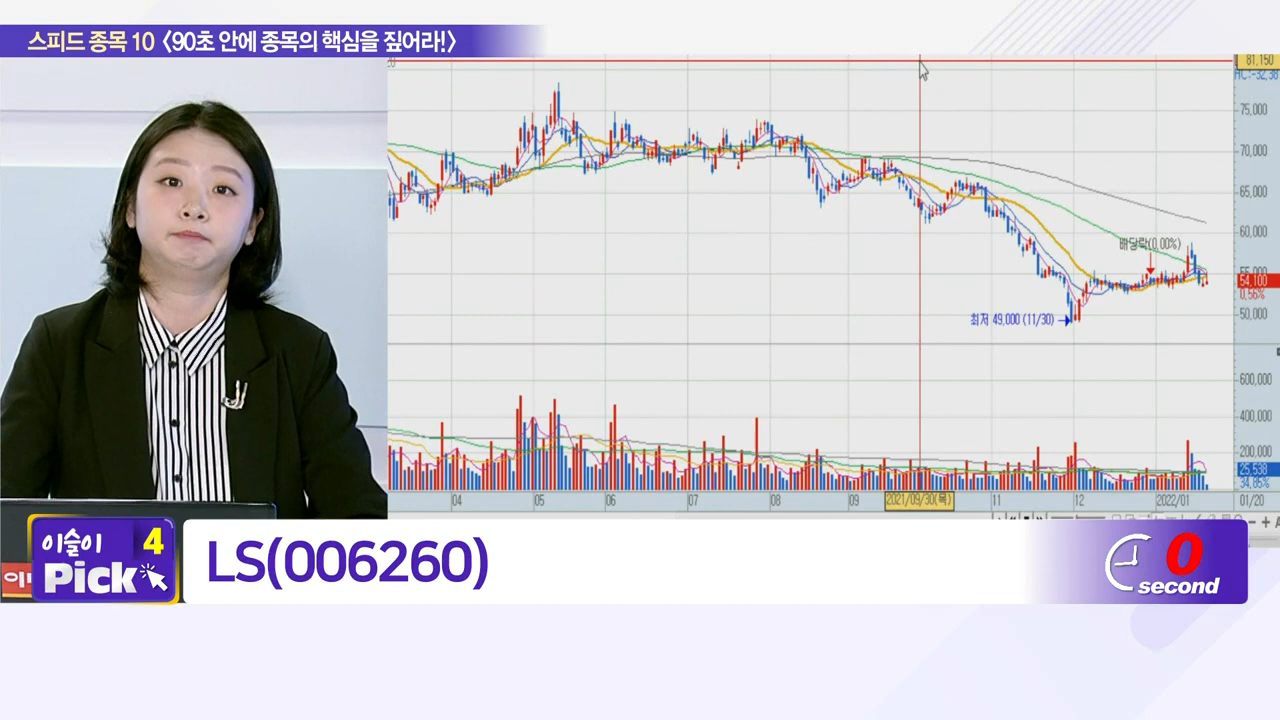 스피드 종목 10 <90초 안에 종목의 핵심을 짚어라!>
81,150
75,000
70,000
65,000
60,000
배당락(0.00%)
55,000
54,100
0.56%
최저 49,000 (11/30)
50,000
600,000
400,000
200,000
25,538
34.85%
04 05 06 07 08 09 2021/09/30(목) 11 12 2022/01 01/20
이슬이 4
Pick
LS(006260)
0
second